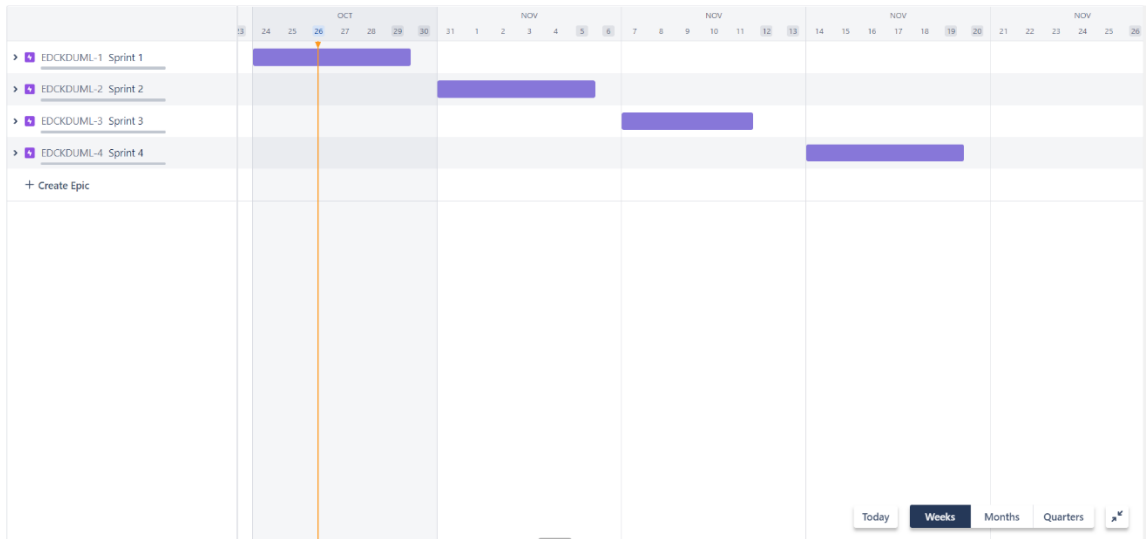 OCT NOV NOV NOV NOV
23 24 25 26 27 28 29 30 31 1 2 3 4 5 6 7 8 9 10 11 12 13 14 15 16 17 18 19 20 21 22 23 24 25 26
EDCKDUML-1 Sprint 1
EDCKDUML-2 Sprint 2
EDCKDUML-3 Sprint 3
EDCKDUML-4 Sprint 4
+ Create Epic
Today Weeks Months Quarters